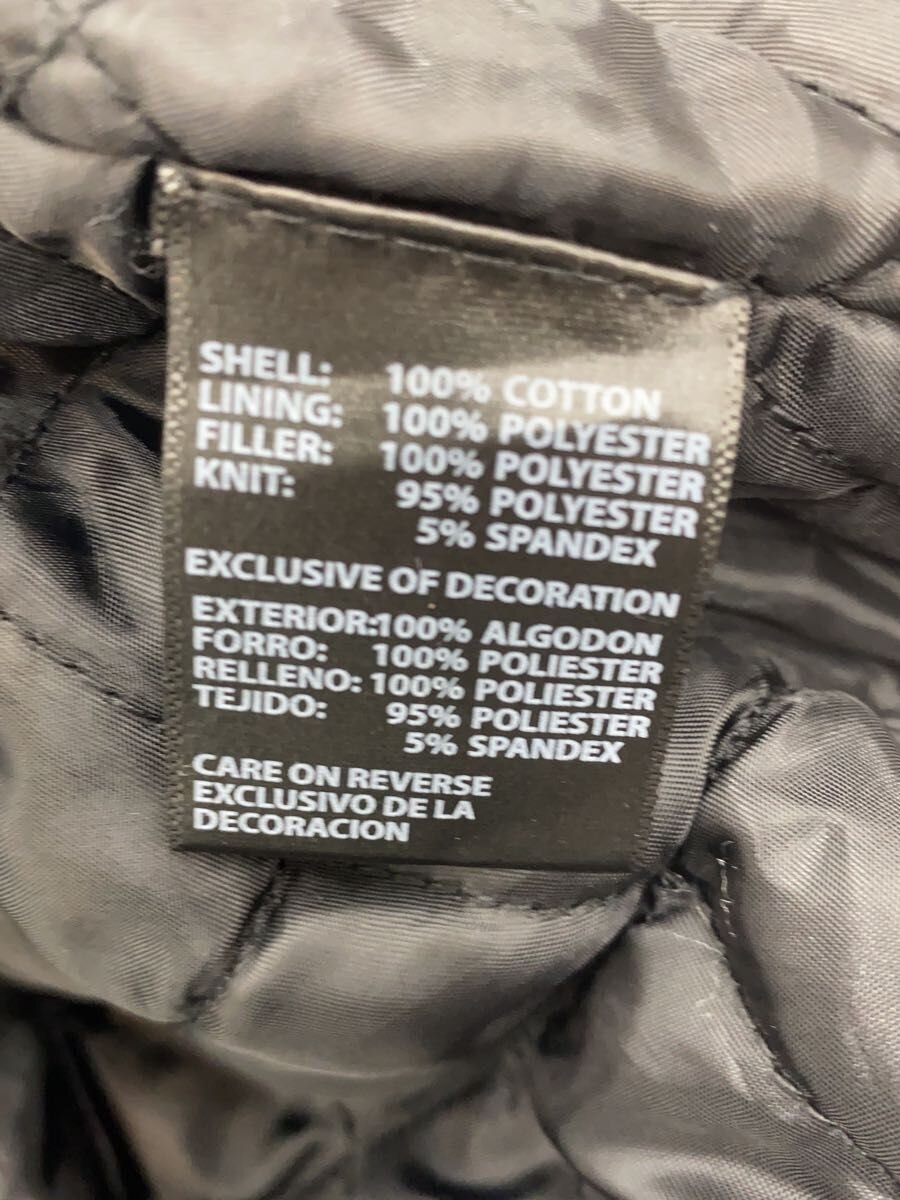 SHELL: 100% COTTON
LINING: 100% POLYESTER
FILLER: 100% POLYESTER
KNIT: 95% POLYESTER
5% SPANDEX
EXCLUSIVE OF DECORATION
EXTERIOR:100% ALGODON
FORRO: 100% POLIESTER
RELLENO: 100% POLIESTER
TEJIDO: 95% POLIESTER
5% SPANDEX
CARE ON REVERSE
EXCLUSIVO DE LA
DECORACION